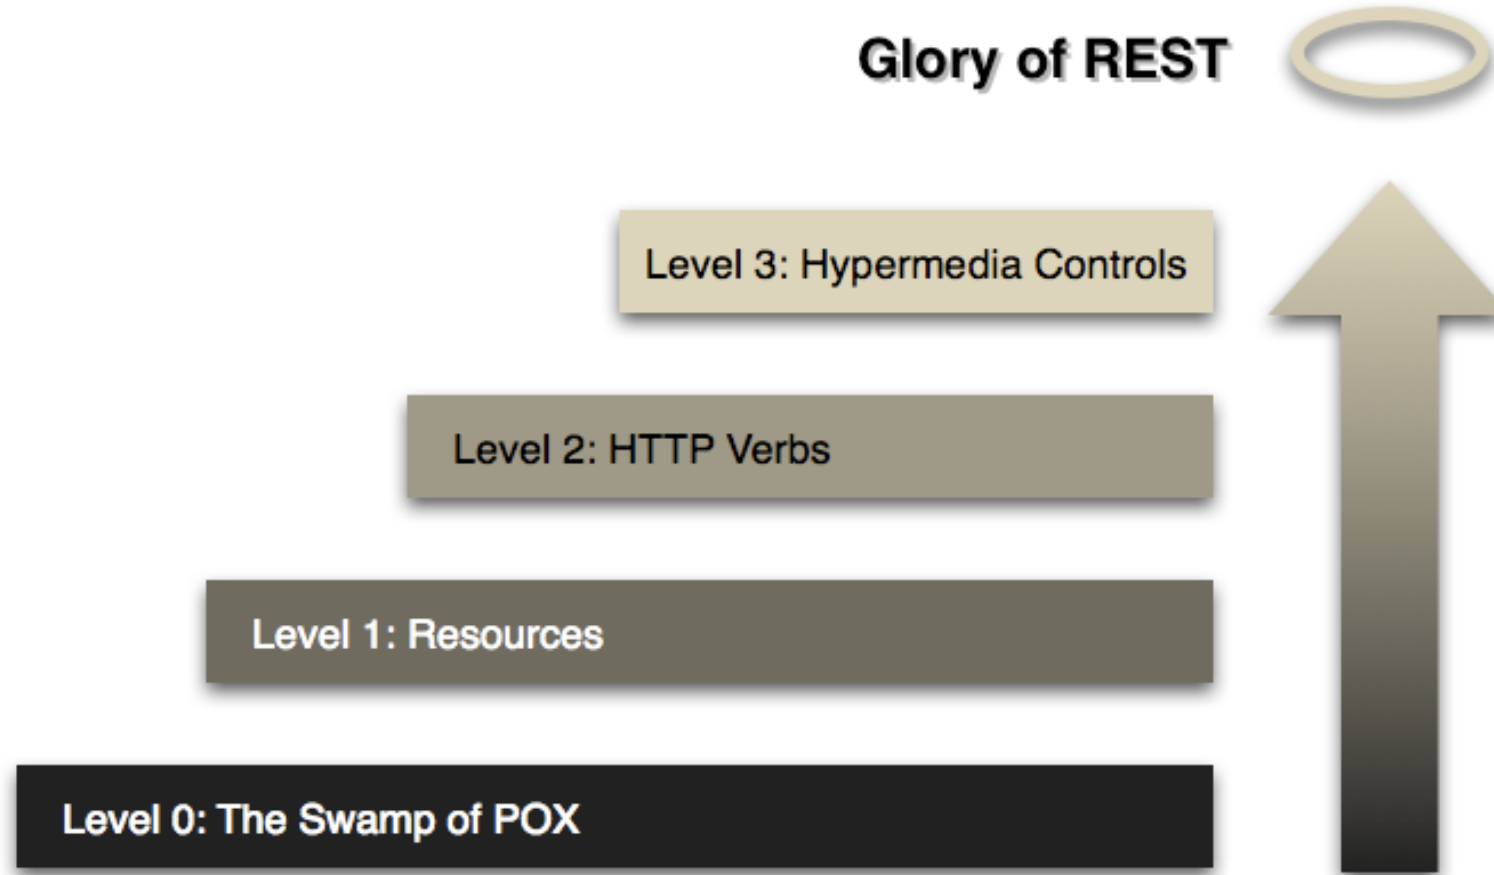 Glory of REST
Level 3: Hypermedia Controls
Level 2: HTTP Verbs
Level 1: Resources
Level 0: The Swamp of POX